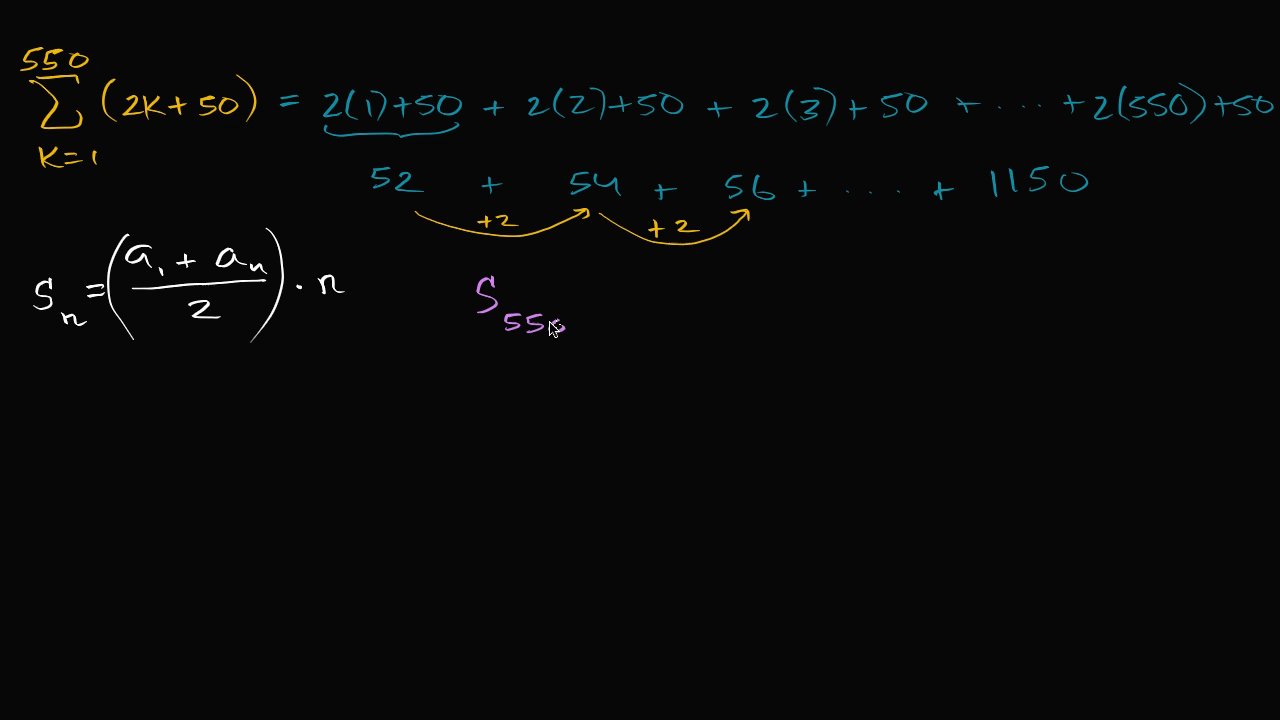 550
Σ (2K+50) = 2(1)+50 + 2(2)+50 + 2(3)+50 + ... +2(550)+50
K=1
52 + 54 + 56 + .... + 1150
+2 +2
Sₙ=((a₁ + aₙ)/2) · n
S₅₅₀